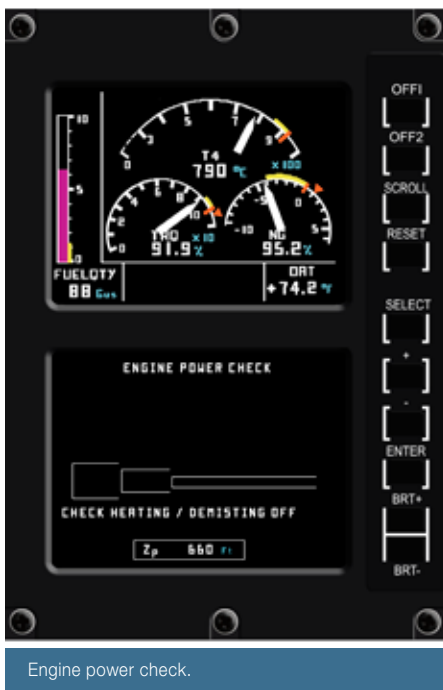 OFF1
OFF2
SCROLL
RESET
SELECT
+
-
ENTER
BRT+
BRT-
0 3 5 7 9
T4
790 °C x 100
10
5
0
0 2 4 6 8 10
TRQ x 10
91.9 %
-10 -5 0 5
NG
95.2 %
FUELQTY
88 Gus
OAT
+74.2 °F
ENGINE POWER CHECK
CHECK HEATING / DEMISTING OFF
Zp 660 Ft
Engine power check.